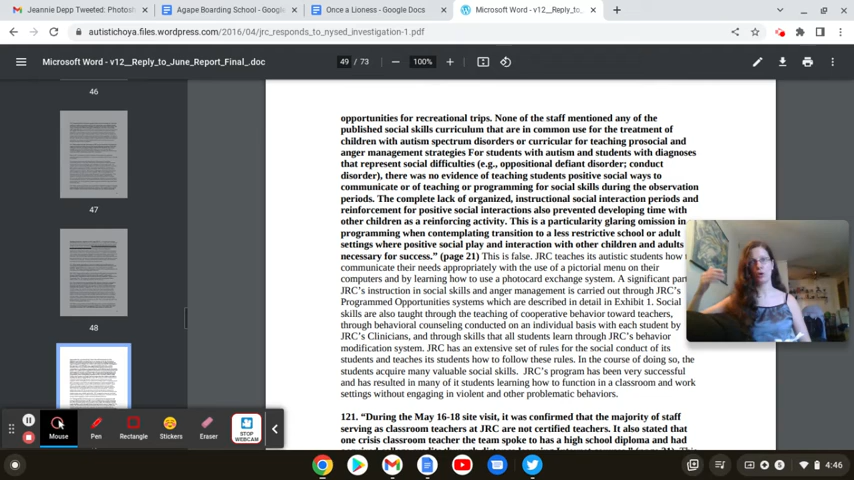 Jeannie Depp Tweeted: Photosh
Agape Boarding School - Google
Once a Lioness - Google Docs
Microsoft Word - v12__Reply_to_
autistichoya.files.wordpress.com/2016/04/jrc_responds_to_nysed_investigation-1.pdf
Microsoft Word - v12__Reply_to_June_Report_Final_.doc
49 / 73
100%
46
47
48
opportunities for recreational trips. None of the staff mentioned any of the
published social skills curriculum that are in common use for the treatment of
children with autism spectrum disorders or curricular for teaching prosocial and
anger management strategies For students with autism and students with diagnoses
that represent social difficulties (e.g., oppositional defiant disorder; conduct
disorder), there was no evidence of teaching students positive social ways to
communicate or of teaching or programming for social skills during the observation
periods. The complete lack of organized, instructional social interaction periods and
reinforcement for positive social interactions also prevented developing time with
other children as a reinforcing activity. This is a particularly glaring omission in
programming when contemplating transition to a less restrictive school or adult
settings where positive social play and interaction with other children and adults
necessary for success.” (page 21) This is false. JRC teaches its autistic students how
communicate their needs appropriately with the use of a pictorial menu on their
computers and by learning how to use a photocard exchange system. A significant part
JRC’s instruction in social skills and anger management is carried out through JRC’s
Programmed Opportunities systems which are described in detail in Exhibit 1. Social
skills are also taught through the teaching of cooperative behavior toward teachers,
through behavioral counseling conducted on an individual basis with each student by
JRC’s Clinicians, and through skills that all students learn through JRC’s behavior
modification system. JRC has an extensive set of rules for the social conduct of its
students and teaches its students how to follow these rules. In the course of doing so, the
students acquire many valuable social skills. JRC’s program has been very successful
and has resulted in many of it students learning how to function in a classroom and work
settings without engaging in violent and other problematic behaviors.
121. “During the May 16-18 site visit, it was confirmed that the majority of staff
serving as classroom teachers at JRC are not certified teachers. It also stated that
one crisis classroom teacher the team spoke to has a high school diploma and had
Mouse
Pen
Rectangle
Stickers
Eraser
STOP
WEBCAM
4:46